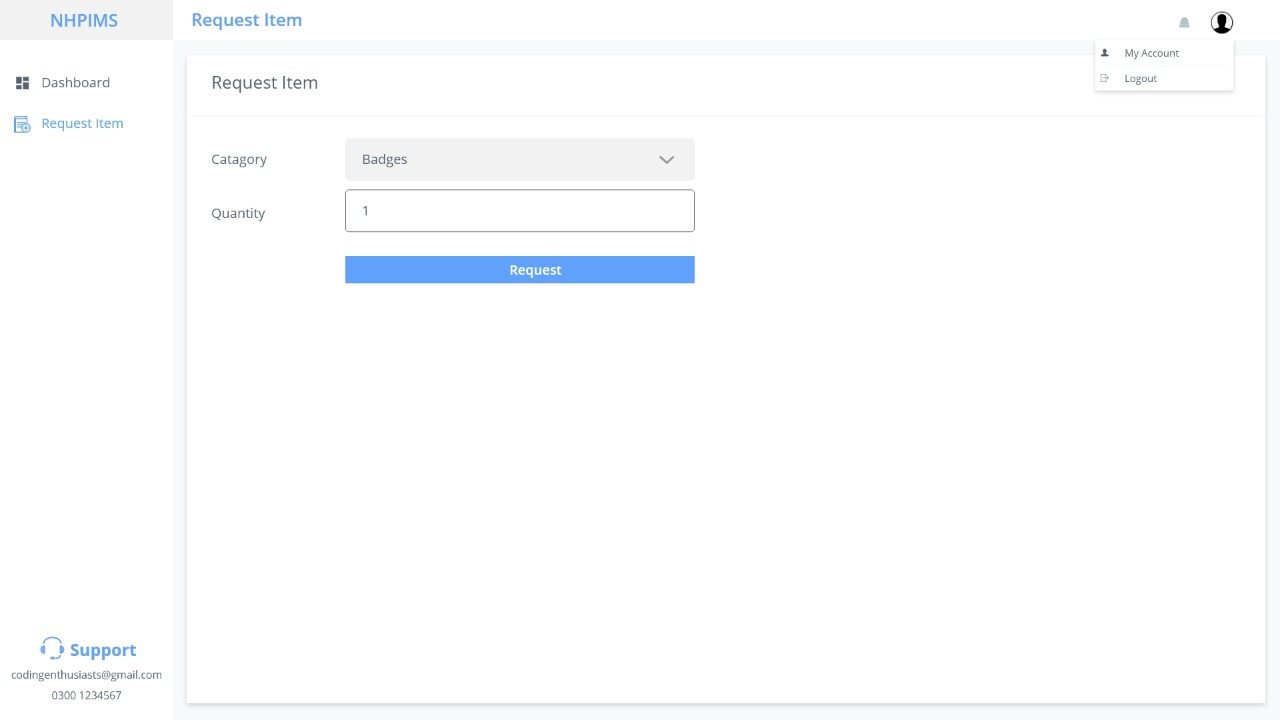 NHPIMS
Request Item
My Account
Logout
Dashboard
Request Item
Request Item
Catagory
Badges
Quantity
1
Request
Support
codingenthusiasts@gmail.com
0300 1234567